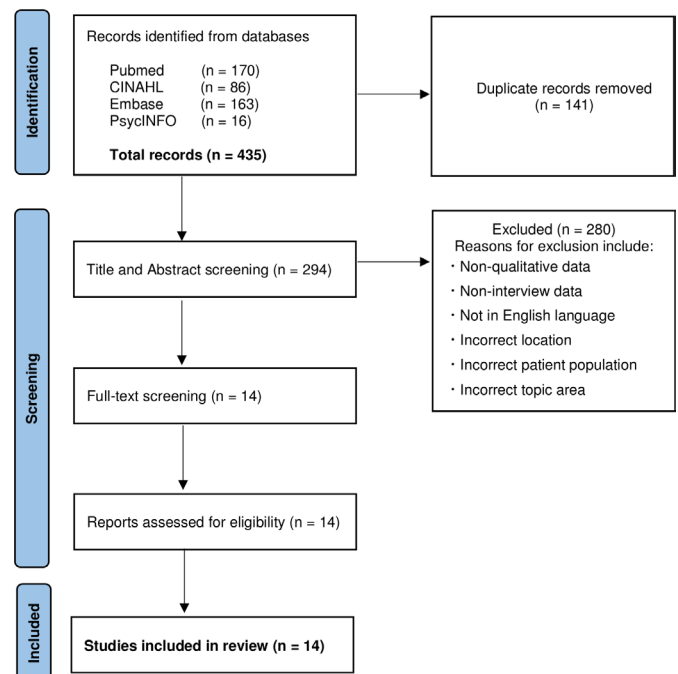 Identification
Records identified from databases
Pubmed (n = 170)
CINAHL (n = 86)
Embase (n = 163)
PsycINFO (n = 16)
Total records (n = 435)
Duplicate records removed
(n = 141)
Screening
Title and Abstract screening (n = 294)
Excluded (n = 280)
Reasons for exclusion include:
· Non-qualitative data
· Non-interview data
· Not in English language
· Incorrect location
· Incorrect patient population
· Incorrect topic area
Full-text screening (n = 14)
Reports assessed for eligibility (n = 14)
Included
Studies included in review (n = 14)